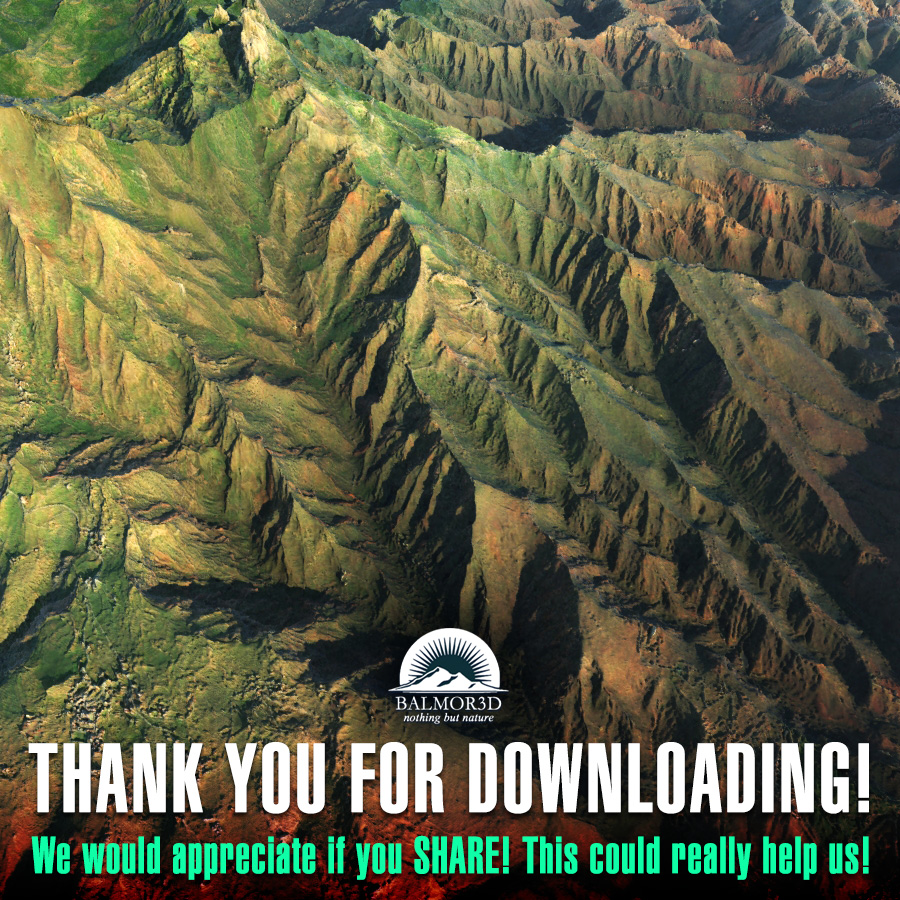 BALMOR3D
nothing but nature
THANK YOU FOR DOWNLOADING!
We would appreciate if you SHARE! This could really help us!